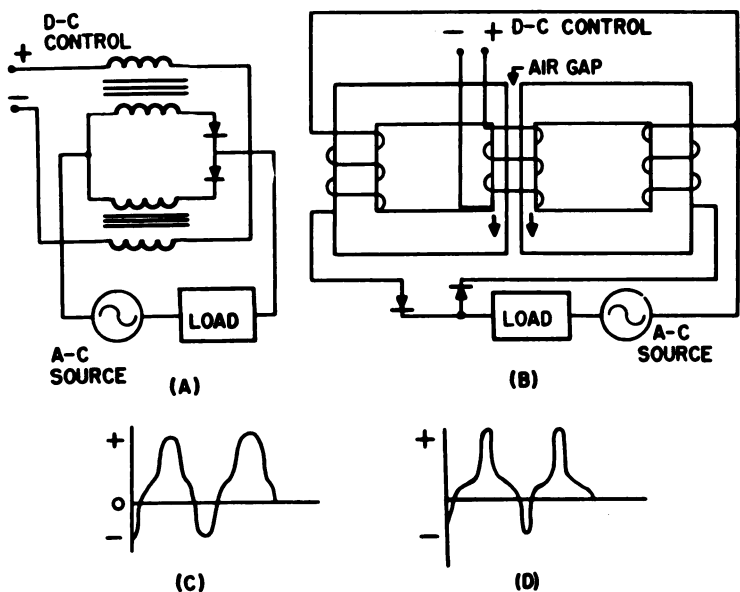 D-C
CONTROL
+
−
A-C
SOURCE
LOAD
(A)
− + D-C CONTROL
AIR GAP
LOAD
A-C
SOURCE
(B)
+
O
−
(C)
+
−
(D)